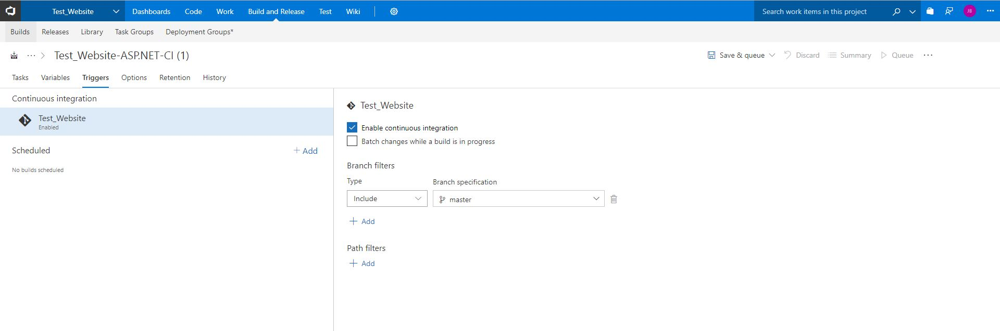 Test_Website Dashboards Code Work Build and Release Test Wiki Search work items in this project JB
Builds Releases Library Task Groups Deployment Groups*
Test_Website-ASP.NET-CI (1) Save & queue Discard Summary Queue
Tasks Variables Triggers Options Retention History
Continuous integration
Test_Website
Enabled
Scheduled + Add
No builds scheduled
Test_Website
Enable continuous integration
Batch changes while a build is in progress
Branch filters
Type Branch specification
Include master
+ Add
Path filters
+ Add